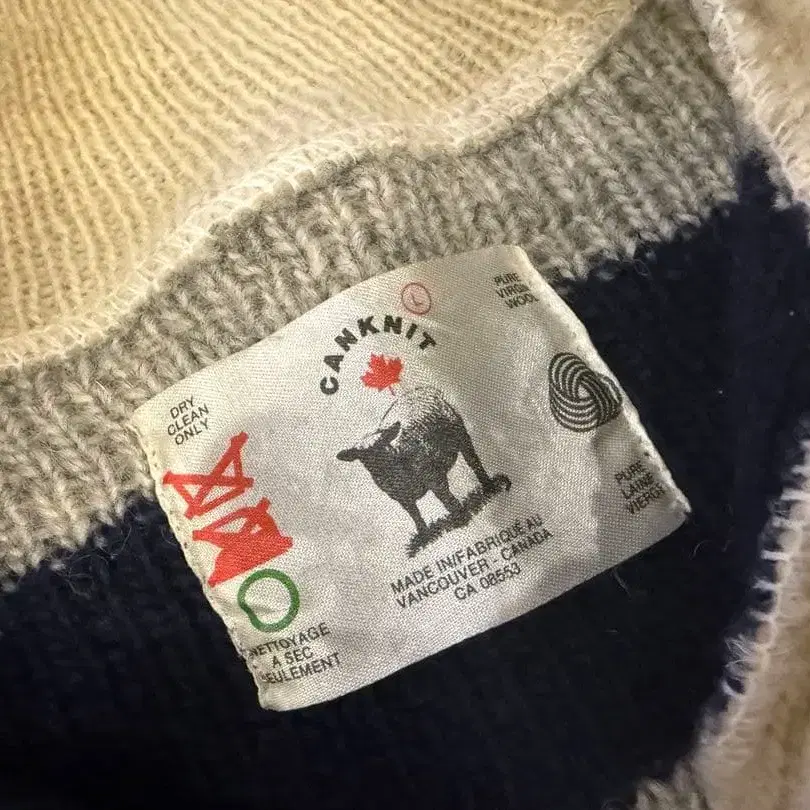 L
CANKNIT
DRY
CLEAN
ONLY
PURE
VIRGIN
WOOL
PURE
LAINE
VIERGE
MADE IN/FABRIQUÉ AU
VANCOUVER - CANADA
CA 08553
NETTOYAGE
A SEC
SEULEMENT